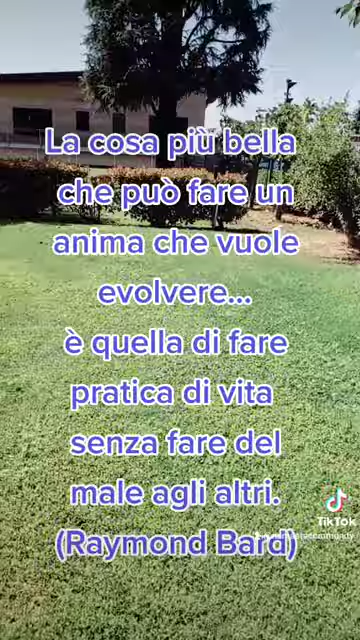 La cosa più bella
che può fare un
anima che vuole
evolvere...
è quella di fare
pratica di vita
senza fare del
male agli altri.
(Raymond Bard)
TikTok